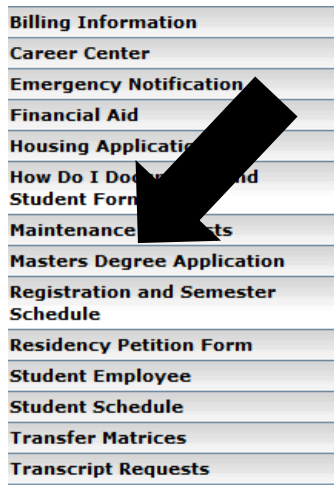 Billing Information
Career Center
Emergency Notification
Financial Aid
Housing
How Do I
Student
Maintenance
Masters Degree Application
Registration and Semester
Schedule
Residency Petition Form
Student Employee
Student Schedule
Transfer Matrices
Transcript Requests